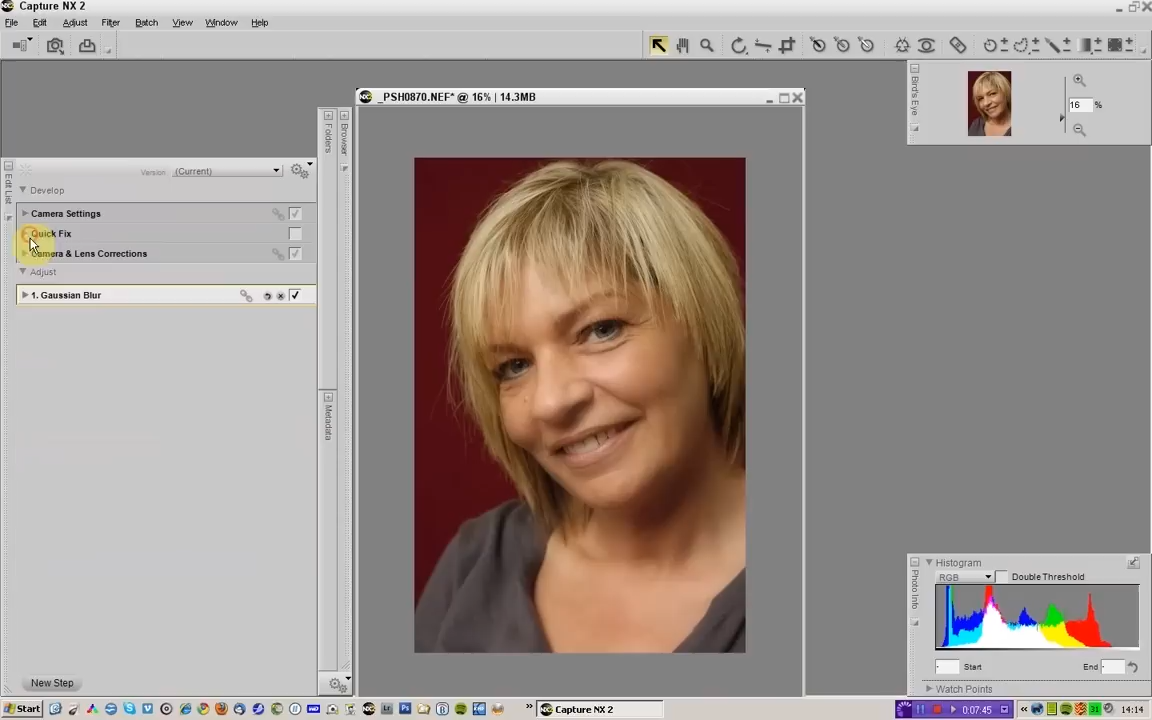 Capture NX 2
File Edit Adjust Filter Batch View Window Help
_PSH0870.NEF* @ 16% | 14.3MB
Bird's Eye
16 %
Folders
Browser
Metadata
Edit List
Version (Current)
Develop
Camera Settings
Quick Fix
Camera & Lens Corrections
Adjust
1. Gaussian Blur
New Step
Photo Info
Histogram
RGB Double Threshold
Start End
Watch Points
Start
Capture NX 2
0:07:45
14:14